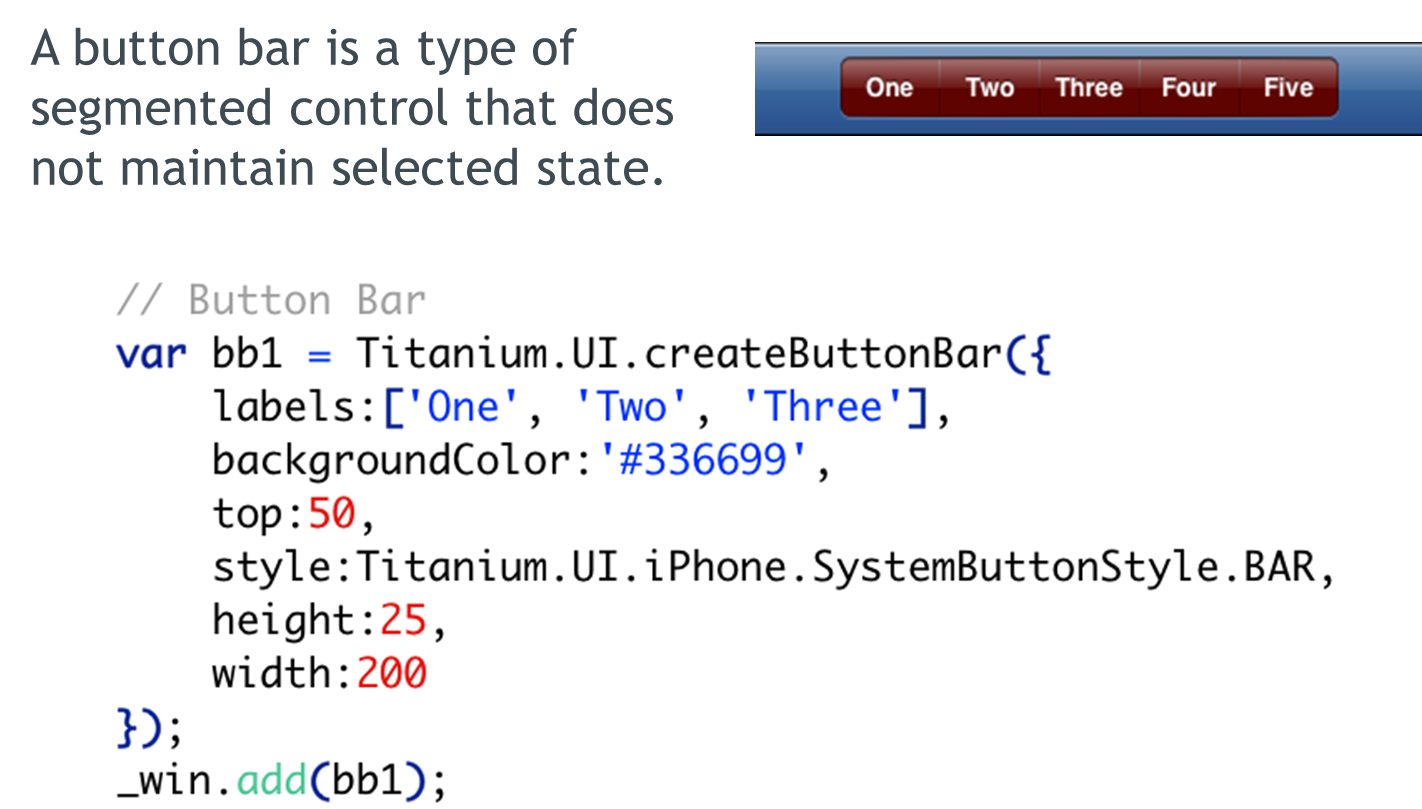 A button bar is a type of
segmented control that does
not maintain selected state.
One Two Three Four Five
// Button Bar
var bb1 = Titanium.UI.createButtonBar({
    labels:['One', 'Two', 'Three'],
    backgroundColor:'#336699',
    top:50,
    style:Titanium.UI.iPhone.SystemButtonStyle.BAR,
    height:25,
    width:200
});
_win.add(bb1);